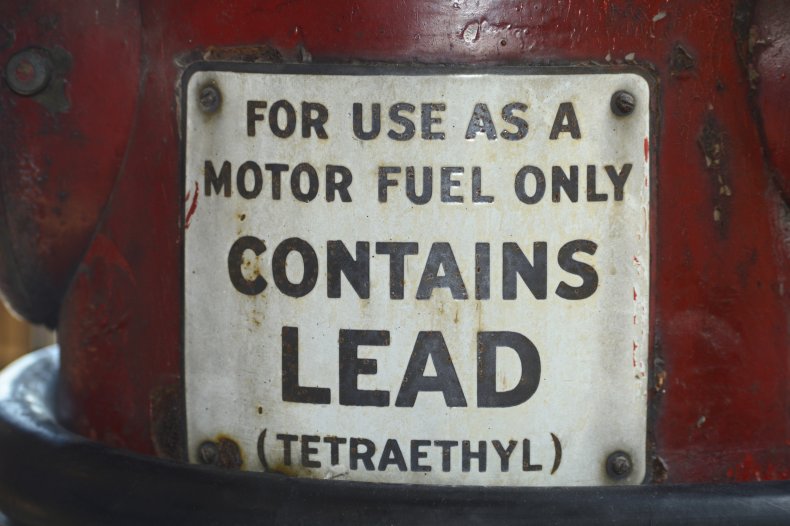 FOR USE AS A
MOTOR FUEL ONLY
CONTAINS
LEAD
(TETRAETHYL)